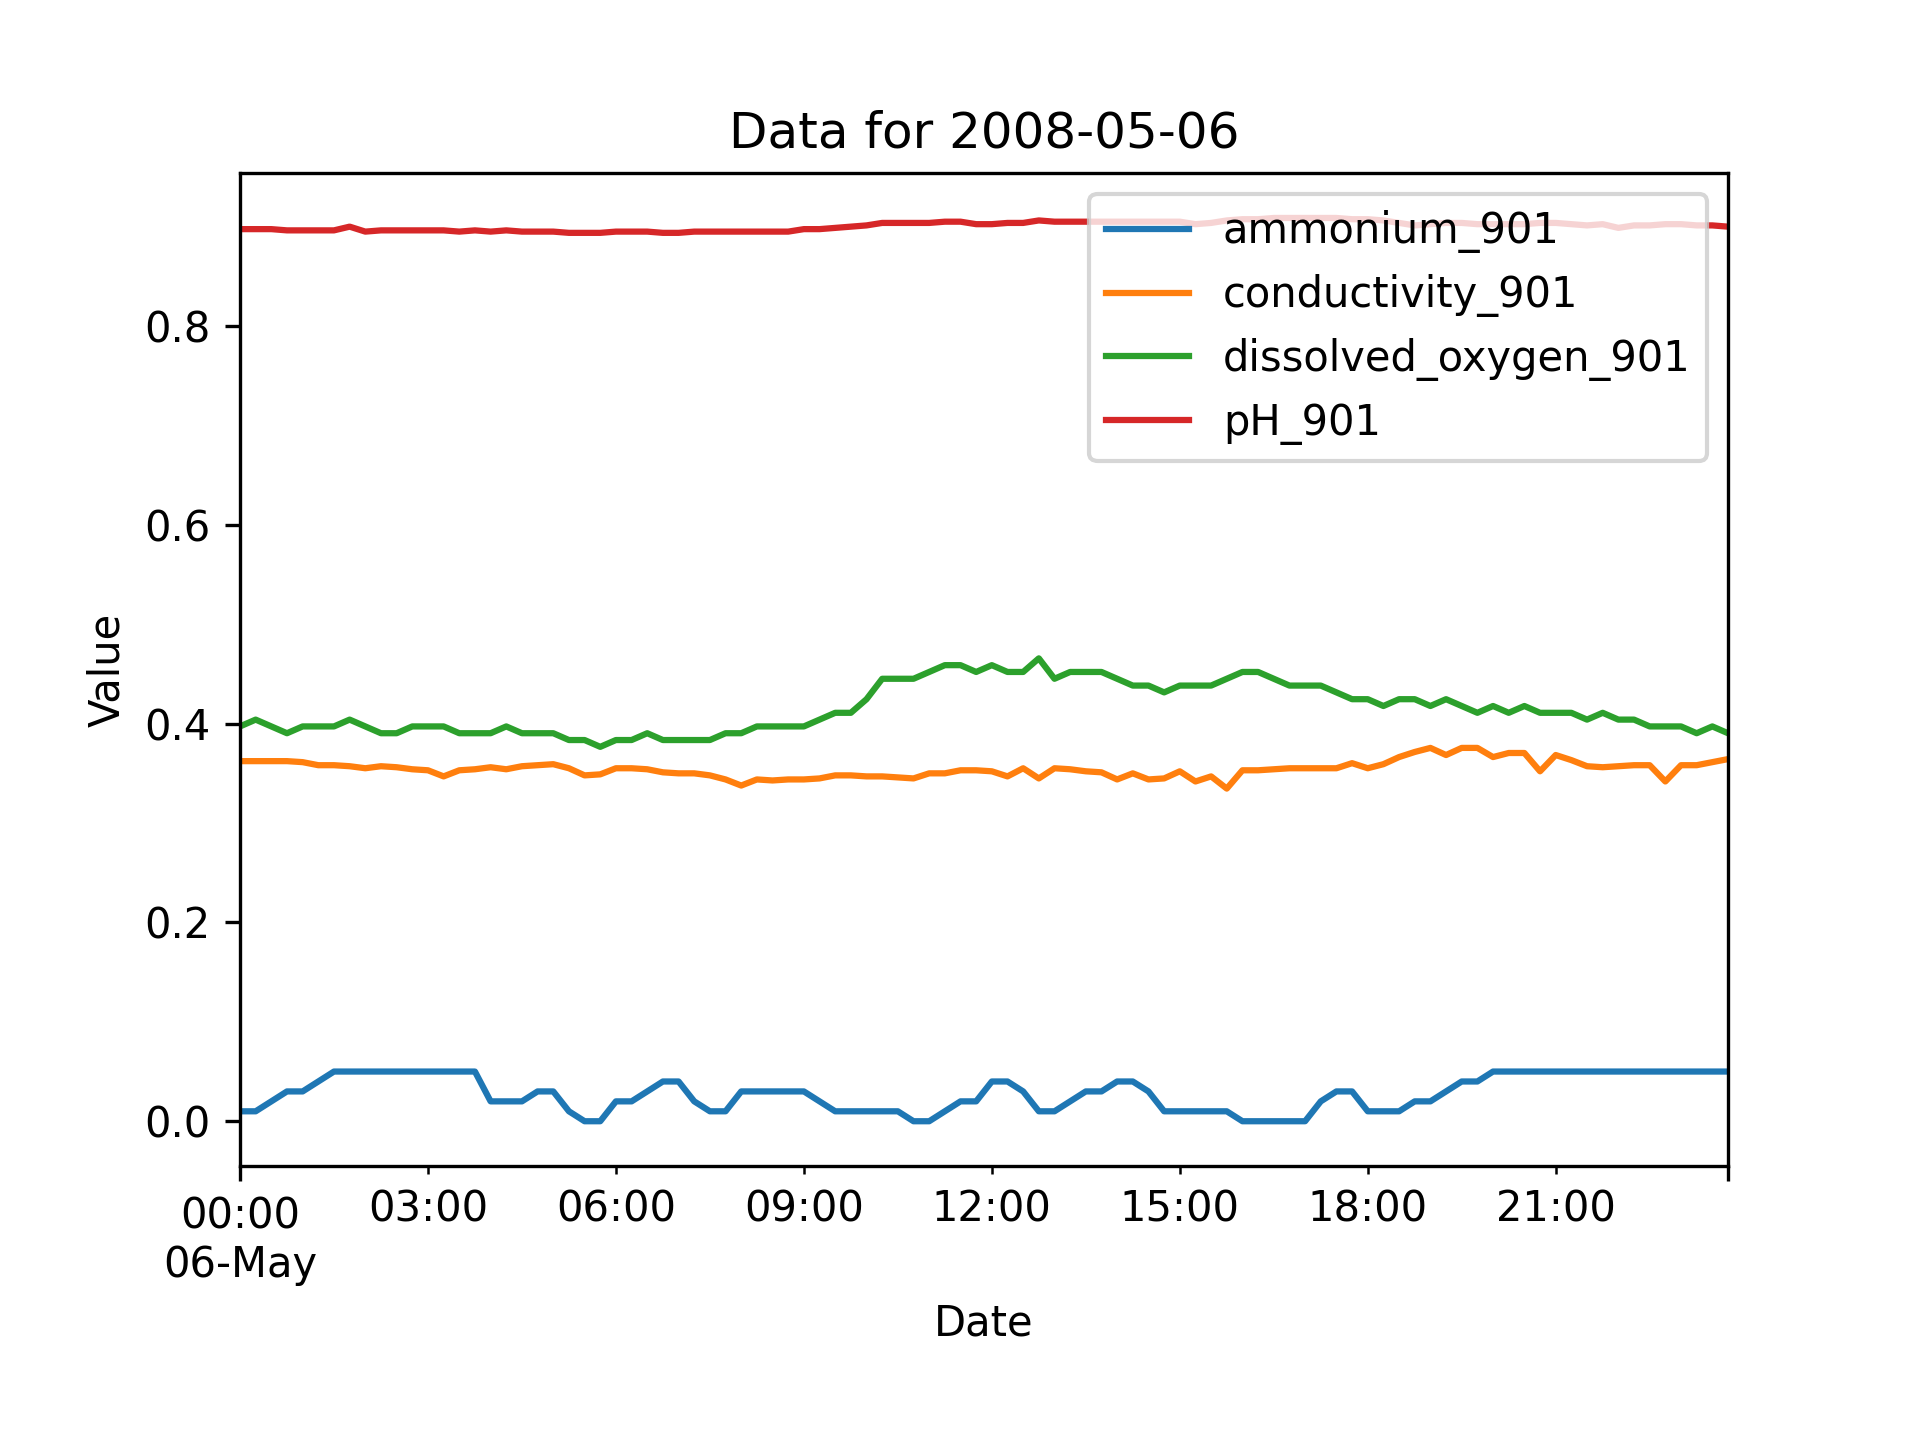 Data for 2008-05-06
ammonium_901
conductivity_901
dissolved_oxygen_901
pH_901
Value
0.8
0.6
0.4
0.2
0.0
00:00 03:00 06:00 09:00 12:00 15:00 18:00 21:00
06-May
Date